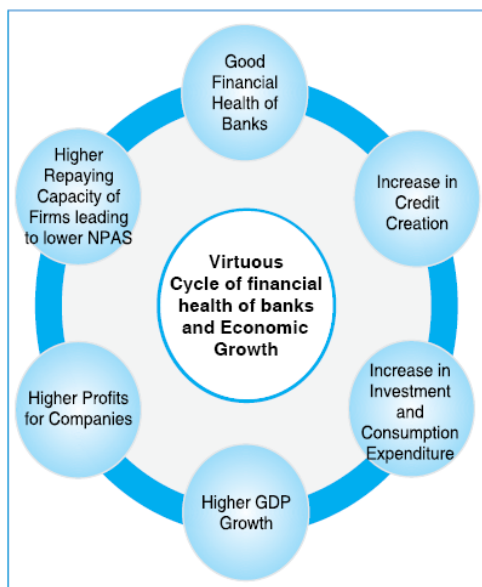 Good
Financial
Health of
Banks
Increase in
Credit
Creation
Increase in
Investment
and
Consumption
Expenditure
Higher GDP
Growth
Higher Profits
for Companies
Higher
Repaying
Capacity of
Firms leading
to lower NPAS
Virtuous
Cycle of financial
health of banks
and Economic
Growth